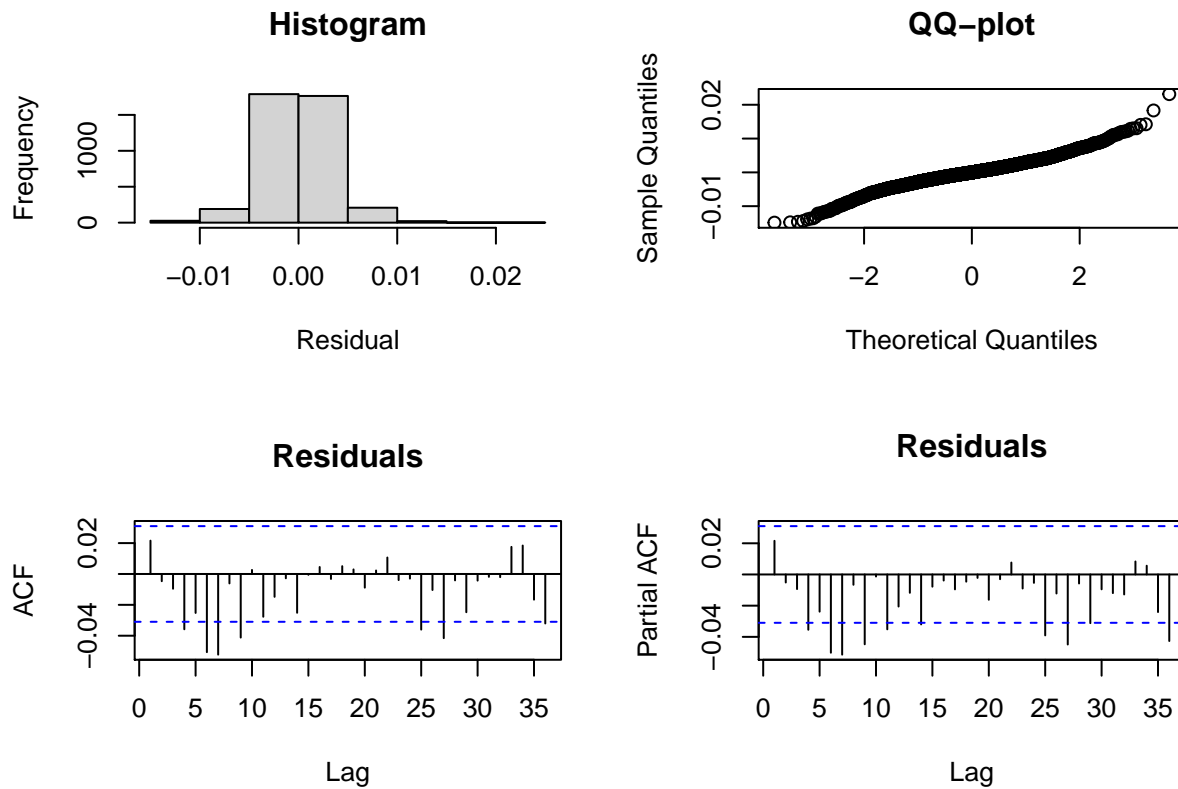 Histogram
Frequency
0
1000
−0.01
0.00
0.01
0.02
Residual
QQ−plot
Sample Quantiles
−0.01
0.02
−2
0
2
Theoretical Quantiles
Residuals
ACF
−0.04
0.02
0
5
10
15
20
25
30
35
Lag
Residuals
Partial ACF
−0.04
0.02
0
5
10
15
20
25
30
35
Lag